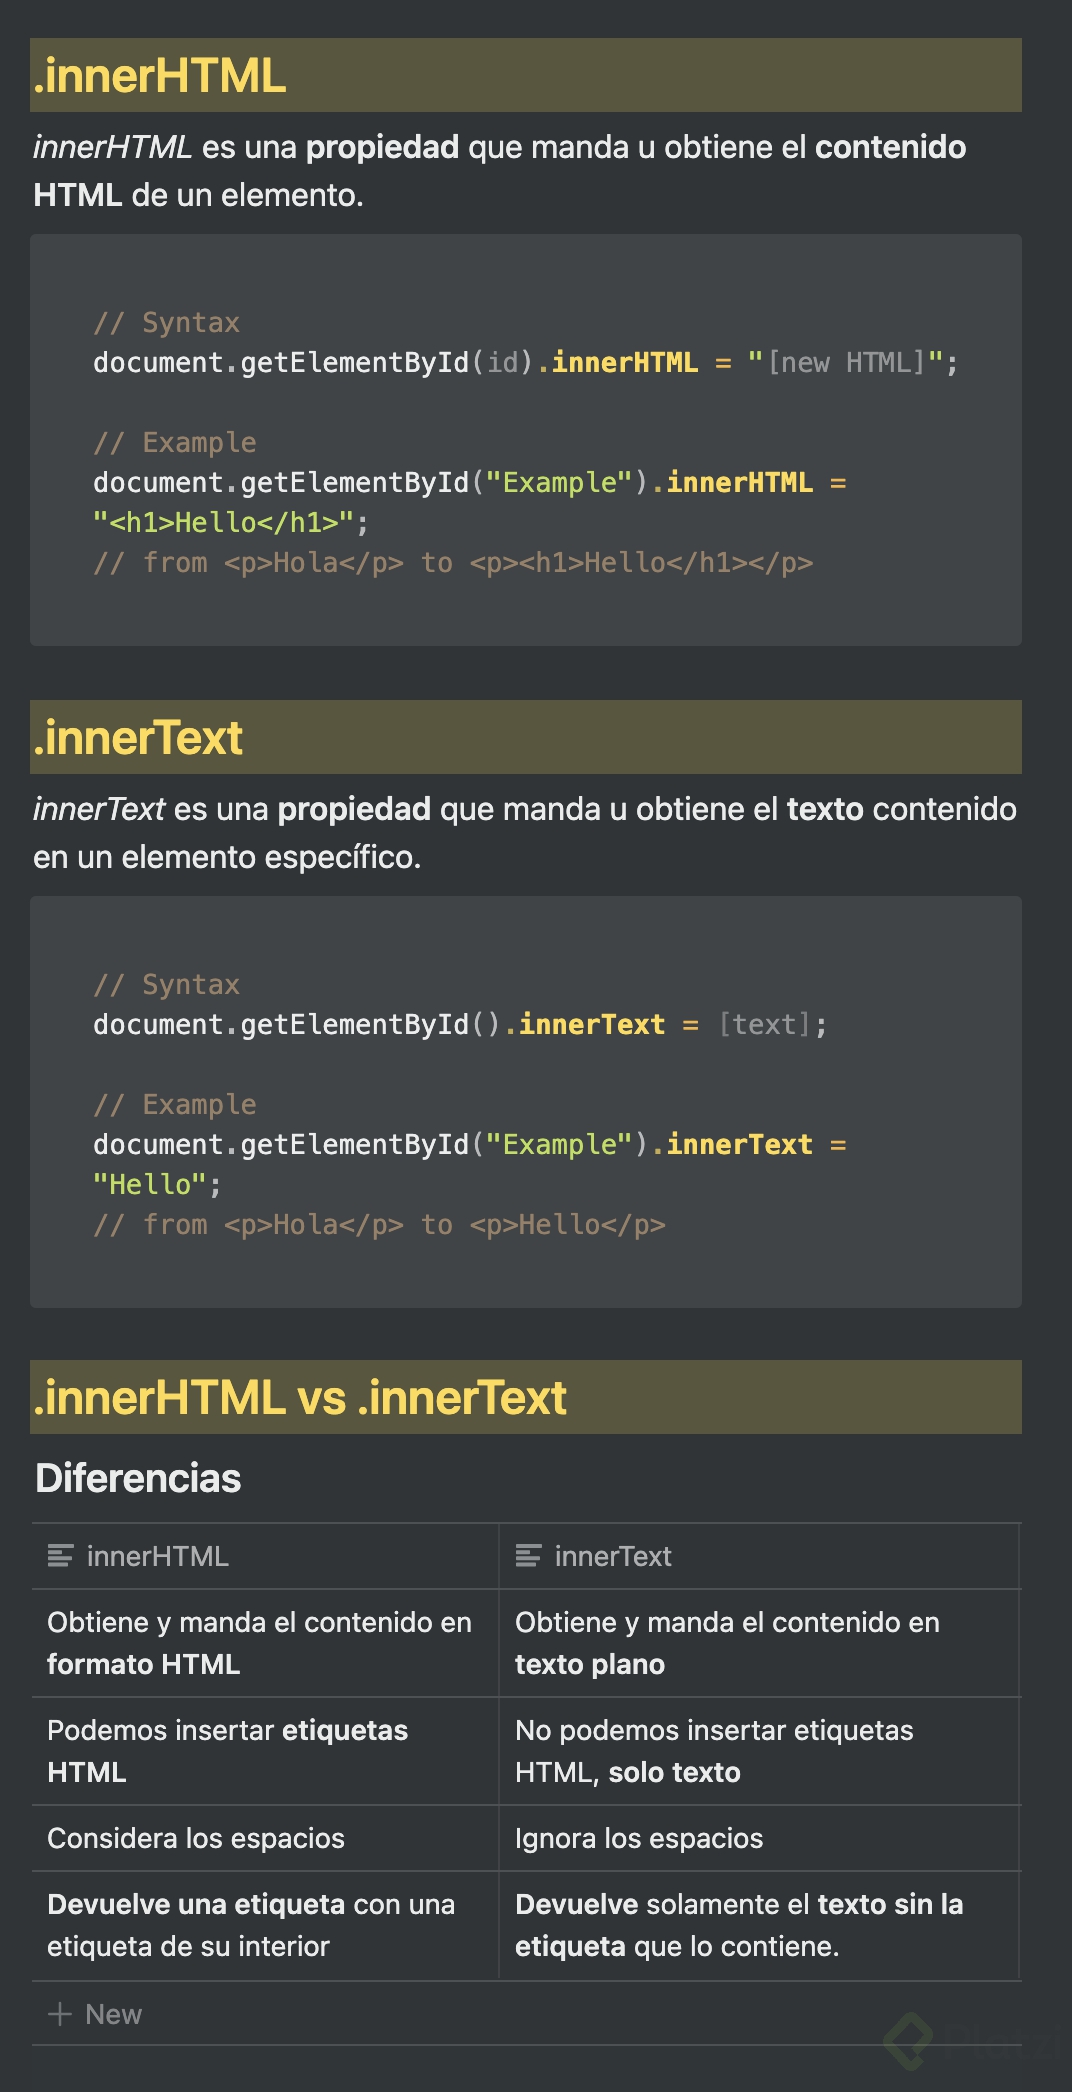 .innerHTML
innerHTML es una propiedad que manda u obtiene el contenido
HTML de un elemento.
// Syntax
document.getElementById(id).innerHTML = "[new HTML]";
// Example
document.getElementById("Example").innerHTML =
"<h1>Hello</h1>";
// from <p>Hola</p> to <p><h1>Hello</h1></p>
.innerText
innerText es una propiedad que manda u obtiene el texto contenido
en un elemento específico.
// Syntax
document.getElementById().innerText = [text];
// Example
document.getElementById("Example").innerText =
"Hello";
// from <p>Hola</p> to <p>Hello</p>
.innerHTML vs .innerText
Diferencias
innerHTML
innerText
Obtiene y manda el contenido en
formato HTML
Obtiene y manda el contenido en
texto plano
Podemos insertar etiquetas
HTML
No podemos insertar etiquetas
HTML, solo texto
Considera los espacios
Ignora los espacios
Devuelve una etiqueta con una
etiqueta de su interior
Devuelve solamente el texto sin la
etiqueta que lo contiene.
+ New
Platzi